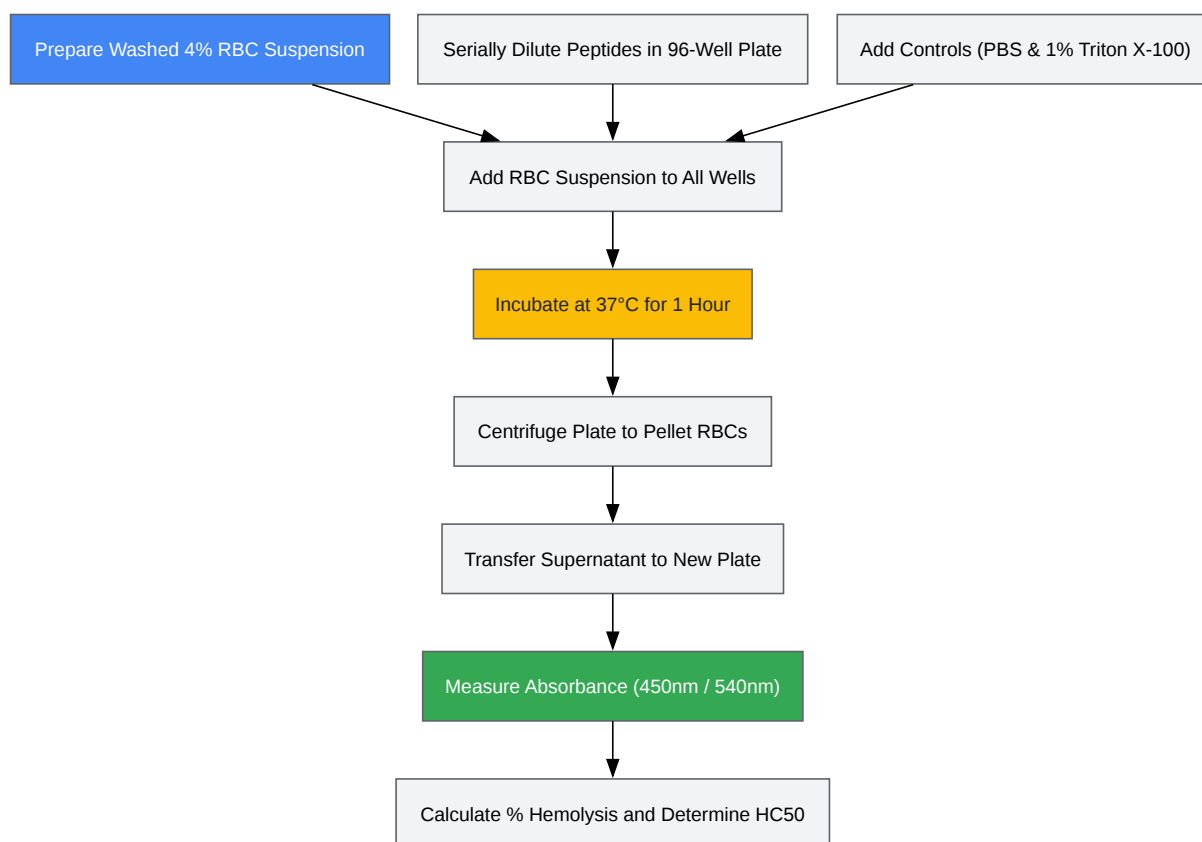 Prepare Washed 4% RBC Suspension
Serially Dilute Peptides in 96-Well Plate
Add Controls (PBS & 1% Triton X-100)
Add RBC Suspension to All Wells
Incubate at 37°C for 1 Hour
Centrifuge Plate to Pellet RBCs
Transfer Supernatant to New Plate
Measure Absorbance (450nm / 540nm)
Calculate % Hemolysis and Determine HC50